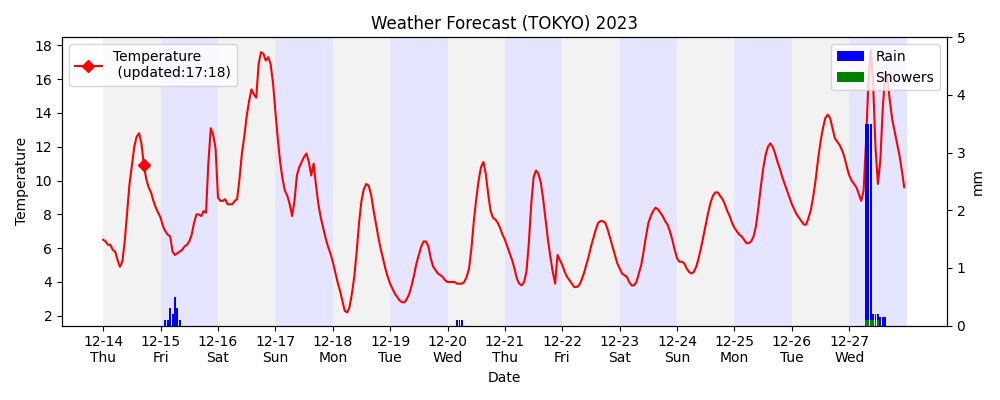 Weather Forecast (TOKYO) 2023
Temperature
(updated:17:18)
Rain
Showers
18
16
14
12
10
8
6
4
2
Temperature
5
4
3
2
1
0
mm
12-14 12-15 12-16 12-17 12-18 12-19 12-20 12-21 12-22 12-23 12-24 12-25 12-26 12-27
Thu Fri Sat Sun Mon Tue Wed Thu Fri Sat Sun Mon Tue Wed
Date